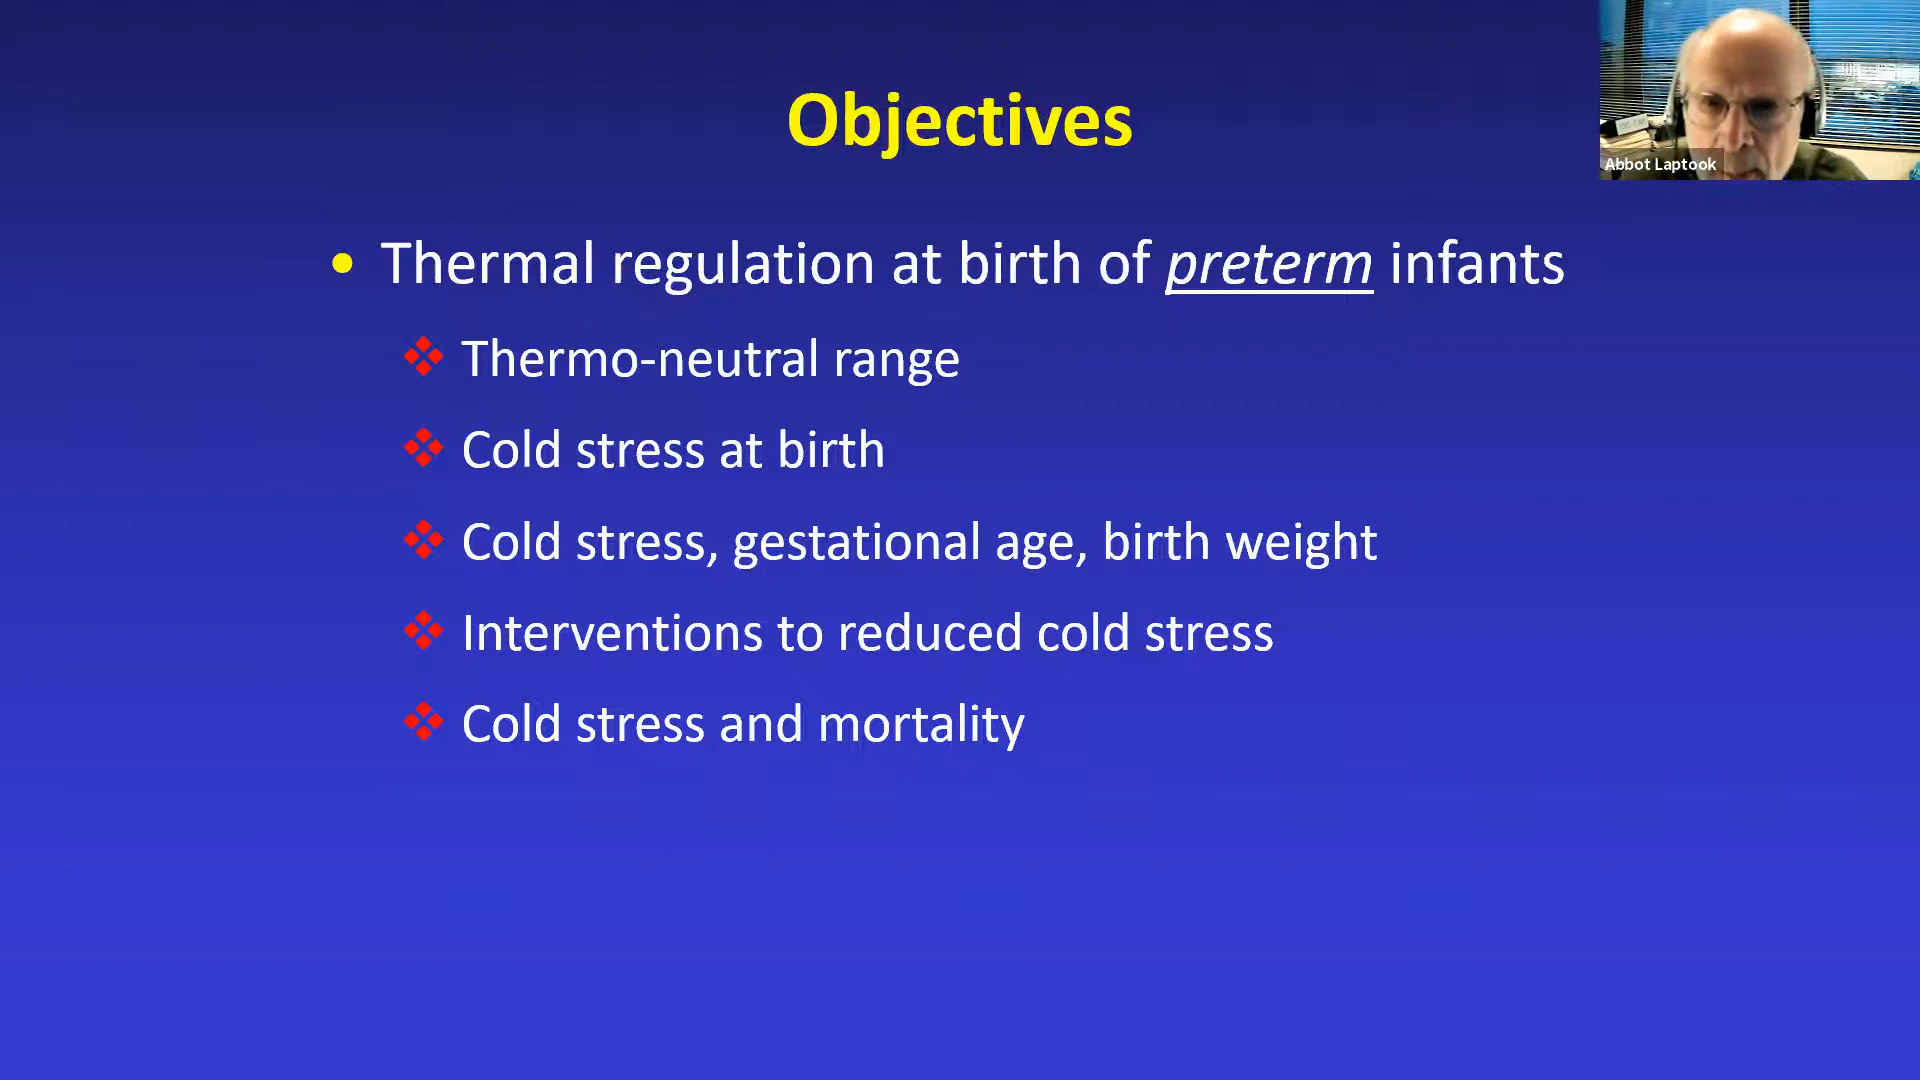 Objectives
Abbot Laptook
Thermal regulation at birth of preterm infants
Thermo-neutral range
Cold stress at birth
Cold stress, gestational age, birth weight
Interventions to reduced cold stress
Cold stress and mortality